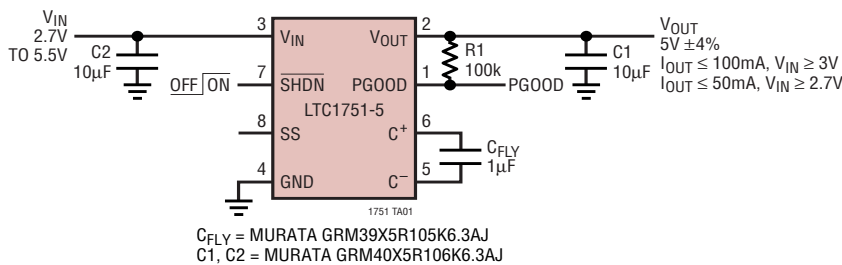 VIN
2.7V
TO 5.5V
C2
10µF
3
VIN
VOUT
2
R1
100k
C1
10µF
VOUT
5V ±4%
IOUT ≤ 100mA, VIN ≥ 3V
IOUT ≤ 50mA, VIN ≥ 2.7V
OFF ON
7
SHDN
PGOOD
1
PGOOD
LTC1751-5
8
SS
C+
6
CFLY
1µF
4
GND
C–
5
1751 TA01
CFLY = MURATA GRM39X5R105K6.3AJ
C1, C2 = MURATA GRM40X5R106K6.3AJ